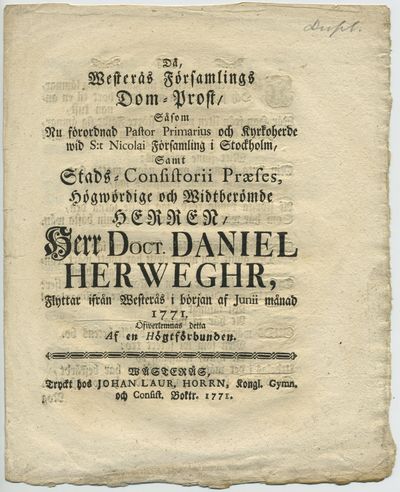 Dupl.
Då,
Westerås Församlings
Dom-Prost,
Såsom
Nu förordnad Pastor Primarius och Kyrkoherde
wid S:t Nicolai Församling i Stockholm,
Samt
Stads-Consistorii Præses,
Högwördige och Widtberömde
HERREN,
Herr DOCT. DANIEL
HERWEGHR,
Flyttar ifrån Westerås i början af Junii månad
1771,
Öfwerlemnas detta
Af en Högtförbunden.
WÄSTERÅS,
Tryckt hos JOHAN LAUR. HORRN, Kongl. Gymn.
och Consist. Boktr. 1771.